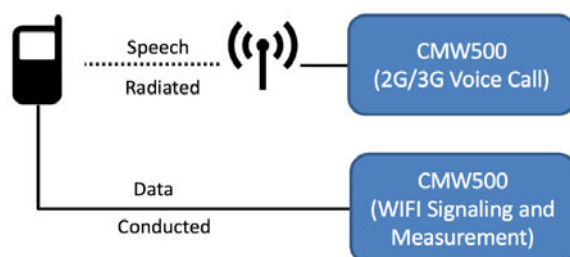 Speech
Radiated
CMW500
(2G/3G Voice Call)
Data
Conducted
CMW500
(WIFI Signaling and
Measurement)